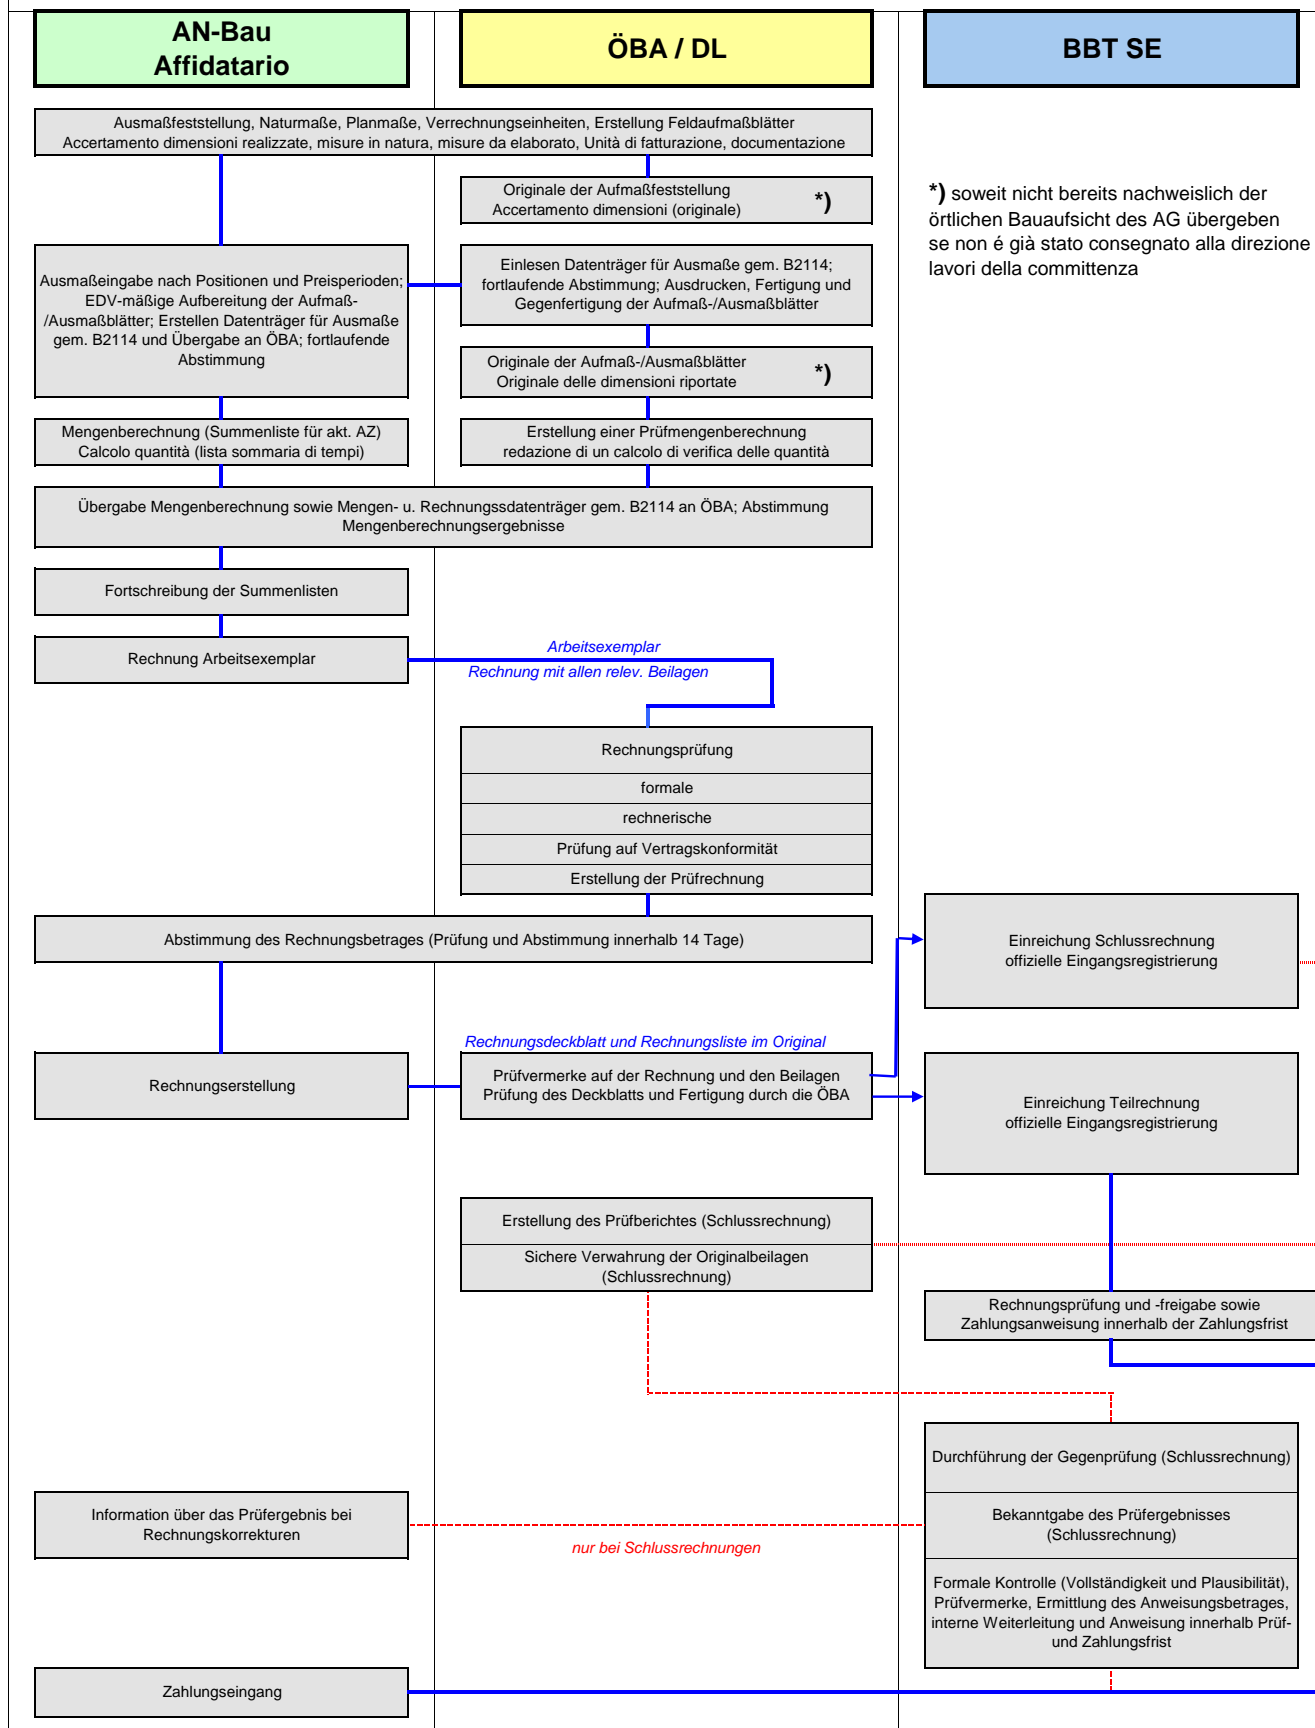 AN-Bau
Affidatario
ÖBA / DL
BBT SE
Ausmaßfeststellung, Naturmaße, Planmaße, Verrechnungseinheiten, Erstellung Feldaufmaßblätter
Accertamento dimensioni realizzate, misure in natura, misure da elaborato, Unità di fatturazione, documentazione
Originale der Aufmaßfeststellung
Accertamento dimensioni (originale)
*)
*) soweit nicht bereits nachweislich der
örtlichen Bauaufsicht des AG übergeben
se non é già stato consegnato alla direzione
lavori della committenza
Ausmaßeingabe nach Positionen und Preisperioden;
EDV-mäßige Aufbereitung der Aufmaß-
/Ausmaßblätter; Erstellen Datenträger für Ausmaße
gem. B2114 und Übergabe an ÖBA; fortlaufende
Abstimmung
Einlesen Datenträger für Ausmaße gem. B2114;
fortlaufende Abstimmung; Ausdrucken, Fertigung und
Gegenfertigung der Aufmaß-/Ausmaßblätter
Originale der Aufmaß-/Ausmaßblätter
Originale delle dimensioni riportate
*)
Mengenberechnung (Summenliste für akt. AZ)
Calcolo quantità (lista sommaria di tempi)
Erstellung einer Prüfmengenberechnung
redazione di un calcolo di verifica delle quantità
Übergabe Mengenberechnung sowie Mengen- u. Rechnungssdatenträger gem. B2114 an ÖBA; Abstimmung
Mengenberechnungsergebnisse
Fortschreibung der Summenlisten
Rechnung Arbeitsexemplar
Arbeitsexemplar
Rechnung mit allen relev. Beilagen
Rechnungsprüfung
formale
rechnerische
Prüfung auf Vertragskonformität
Erstellung der Prüfrechnung
Abstimmung des Rechnungsbetrages (Prüfung und Abstimmung innerhalb 14 Tage)
Einreichung Schlussrechnung
offizielle Eingangsregistrierung
Rechnungsdeckblatt und Rechnungsliste im Original
Rechnungserstellung
Prüfvermerke auf der Rechnung und den Beilagen
Prüfung des Deckblatts und Fertigung durch die ÖBA
Einreichung Teilrechnung
offizielle Eingangsregistrierung
Erstellung des Prüfberichtes (Schlussrechnung)
Sichere Verwahrung der Originalbeilagen
(Schlussrechnung)
Rechnungsprüfung und -freigabe sowie
Zahlungsanweisung innerhalb der Zahlungsfrist
Durchführung der Gegenprüfung (Schlussrechnung)
Information über das Prüfergebnis bei
Rechnungskorrekturen
nur bei Schlussrechnungen
Bekanntgabe des Prüfergebnisses
(Schlussrechnung)
Formale Kontrolle (Vollständigkeit und Plausibilität),
Prüfvermerke, Ermittlung des Anweisungsbetrages,
interne Weiterleitung und Anweisung innerhalb Prüf-
und Zahlungsfrist
Zahlungseingang